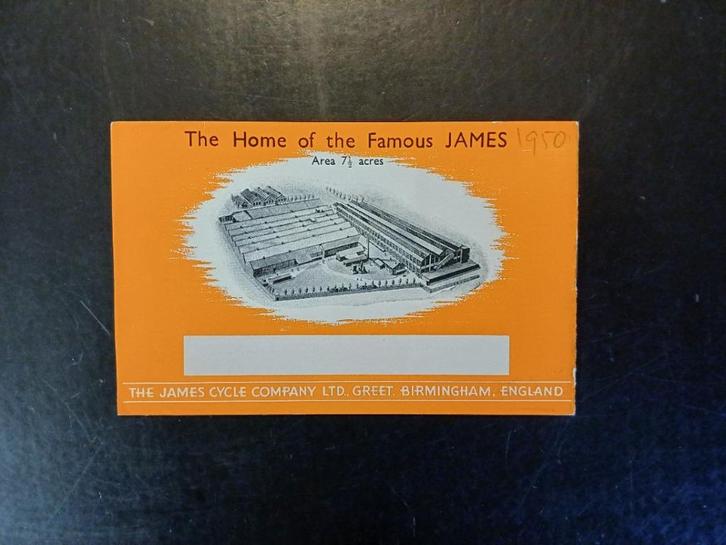 The Home of the Famous JAMES 1950
Area 7½ acres
THE JAMES CYCLE COMPANY LTD., GREET, BIRMINGHAM, ENGLAND